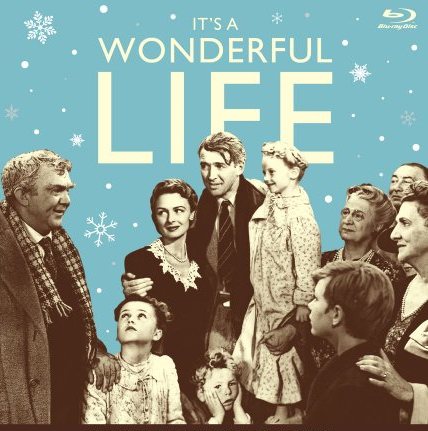 IT'S A
WONDERFUL
LIFE
Blu-ray Disc